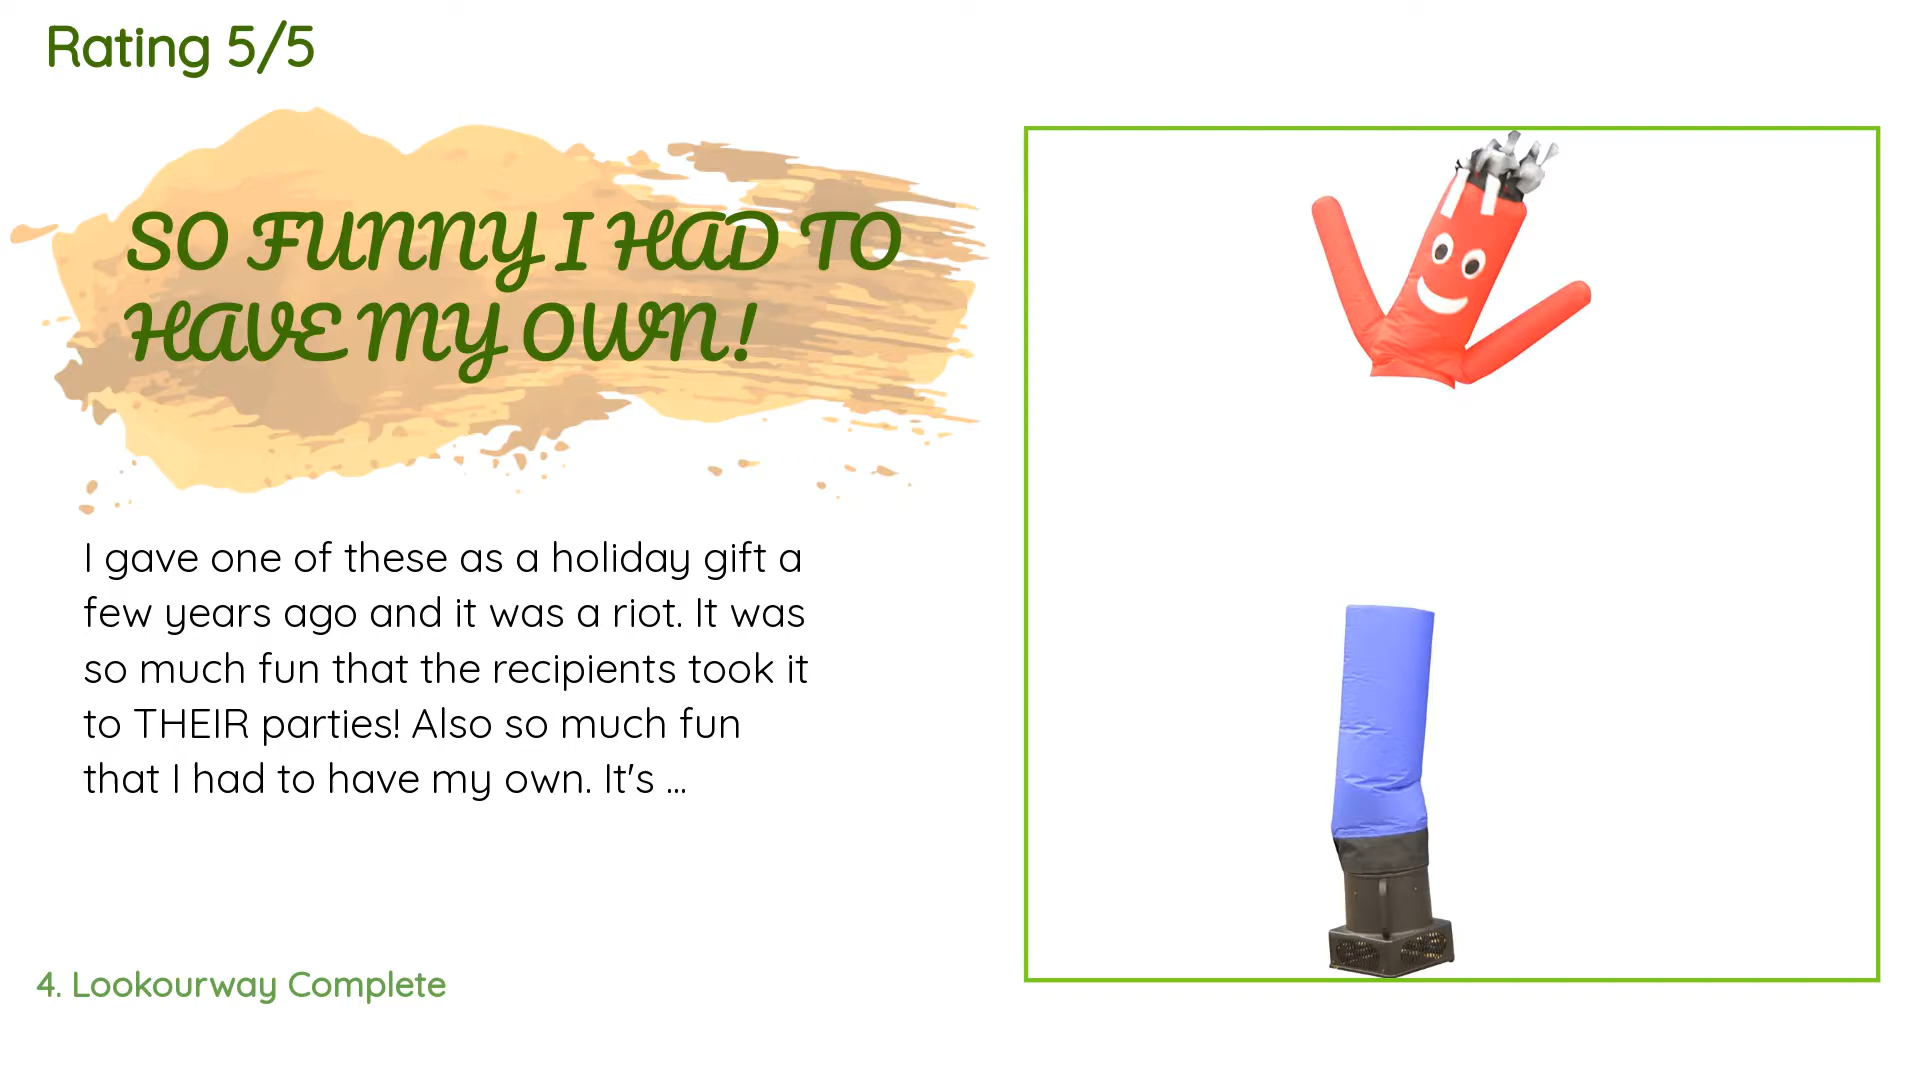 Rating 5/5
SO FUNNY I HAD TO
HAVE MY OWN!
I gave one of these as a holiday gift a
few years ago and it was a riot. It was
so much fun that the recipients took it
to THEIR parties! Also so much fun
that I had to have my own. It's ...
4. Lookourway Complete